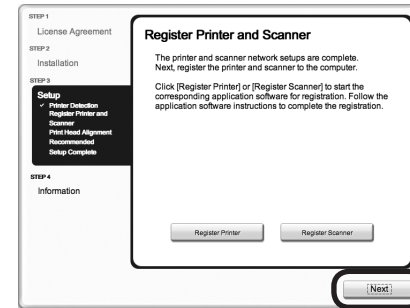 STEP 1
License Agreement
STEP 2
Installation
STEP 3
Setup
✓ Printer Detection
Register Printer and
Scanner
Print Head Alignment
Recommended
Setup Complete
STEP 4
Information
Register Printer and Scanner
The printer and scanner network setups are complete.
Next, register the printer and scanner to the computer.
Click [Register Printer] or [Register Scanner] to start the
corresponding application software for registration. Follow the
application software instructions to complete the registration.
Register Printer
Register Scanner
Next